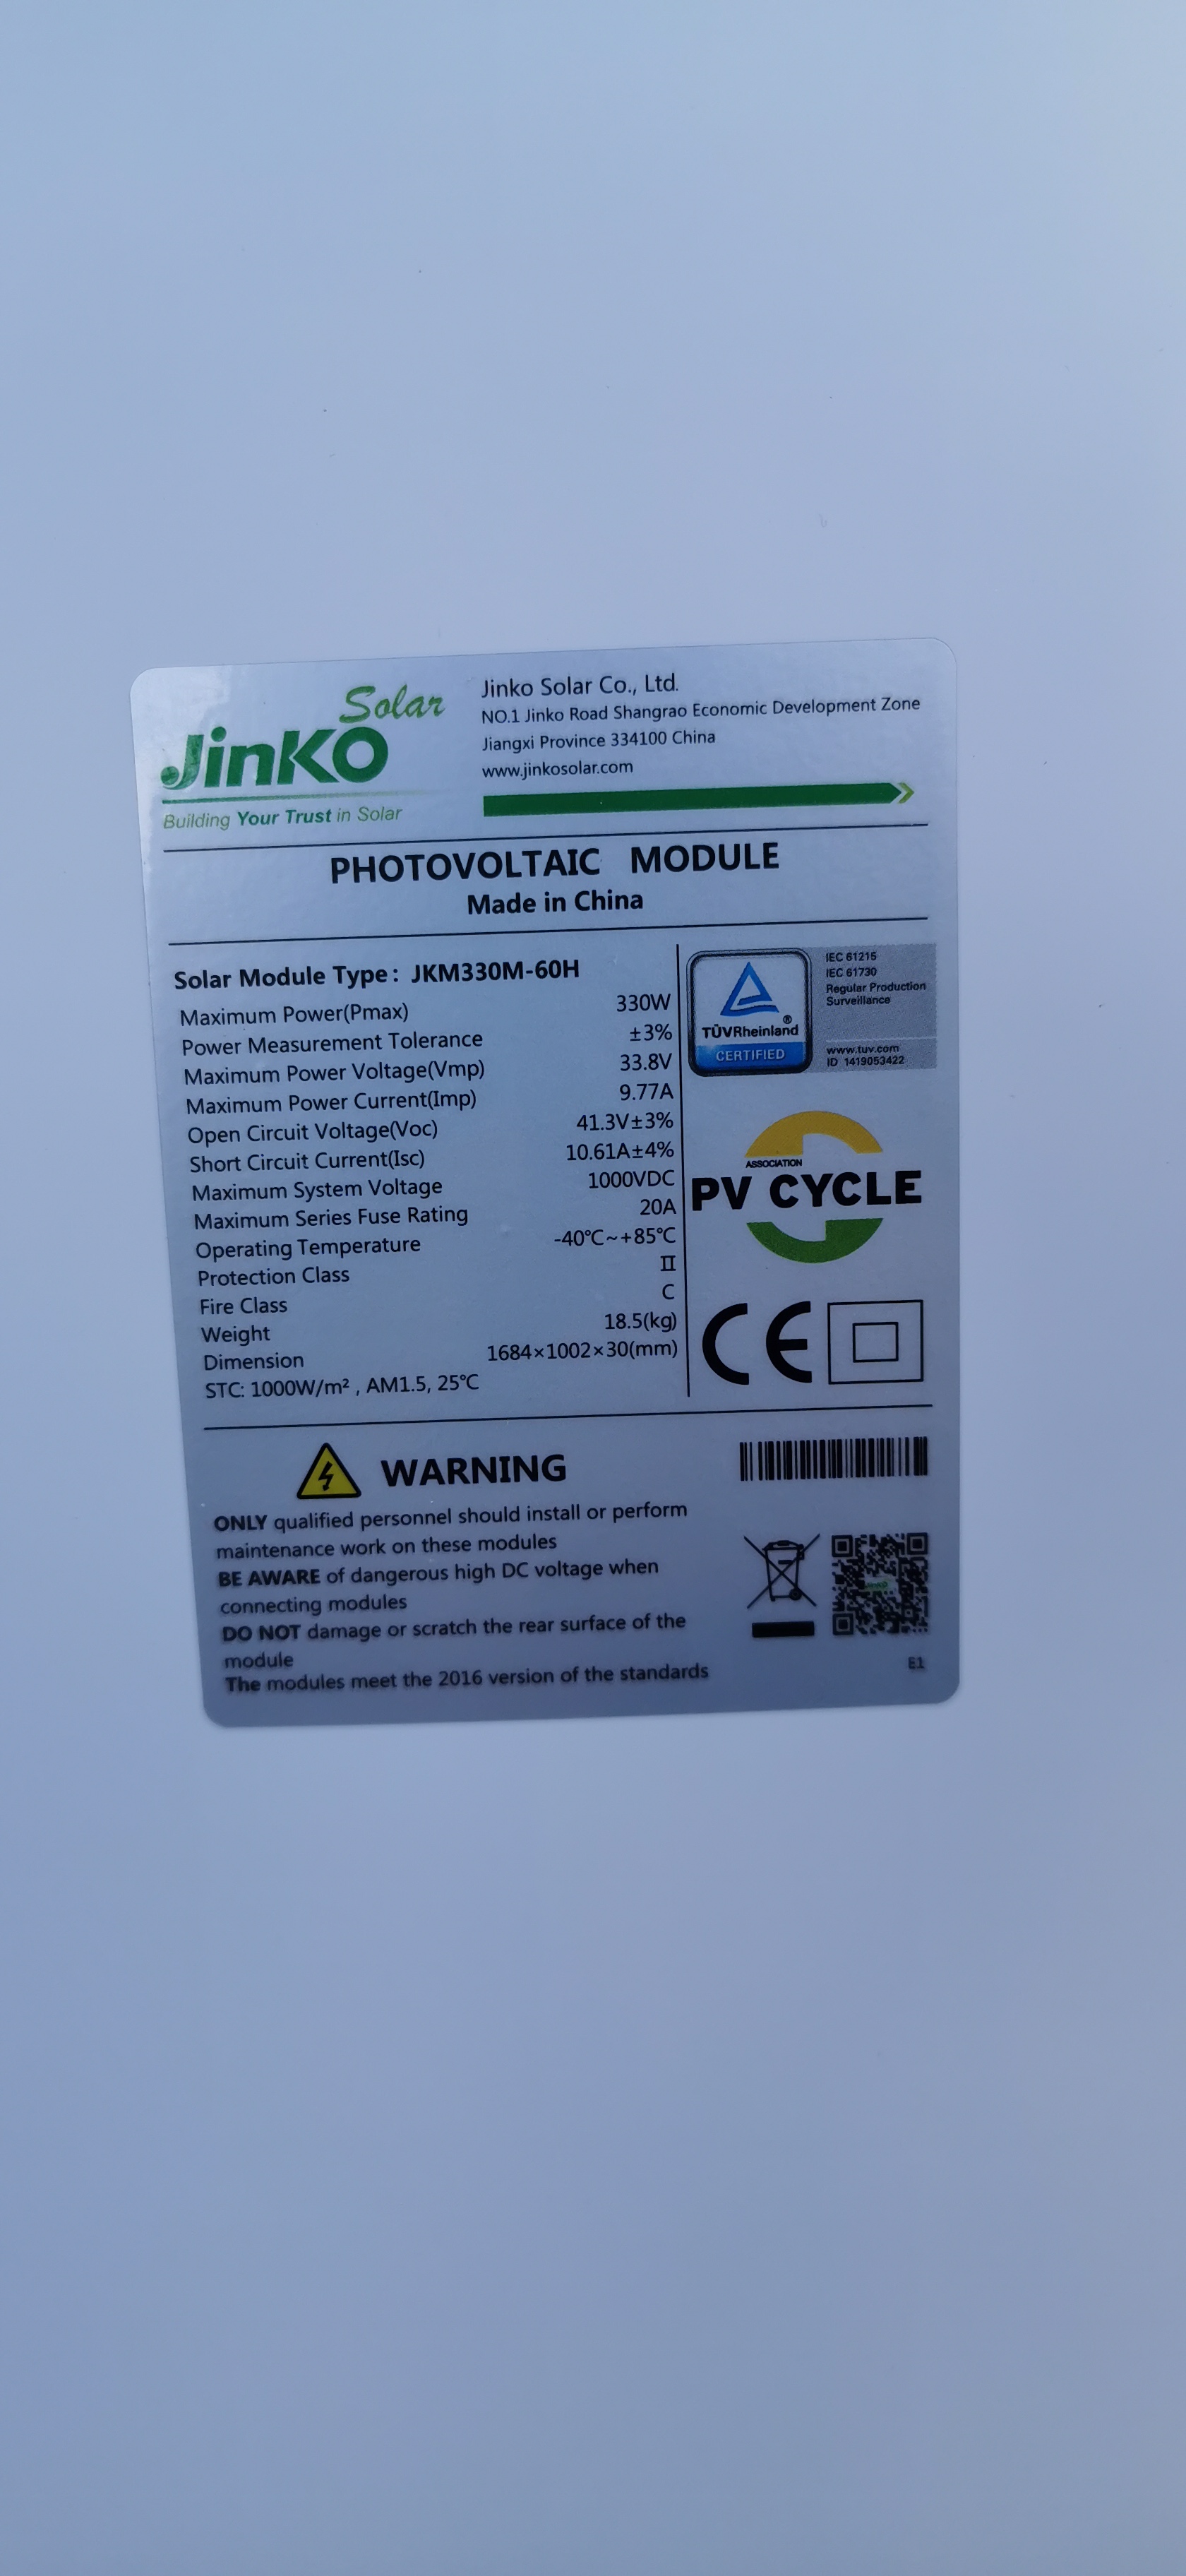 Solar
JinKO
Building Your Trust in Solar
Jinko Solar Co., Ltd.
NO.1 Jinko Road Shangrao Economic Development Zone
Jiangxi Province 334100 China
www.jinkosolar.com
PHOTOVOLTAIC MODULE
Made in China
Solar Module Type: JKM330M-60H
Maximum Power(Pmax) 330W
Power Measurement Tolerance ±3%
Maximum Power Voltage(Vmp) 33.8V
Maximum Power Current(Imp) 9.77A
Open Circuit Voltage(Voc) 41.3V±3%
Short Circuit Current(Isc) 10.61A±4%
Maximum System Voltage 1000VDC
Maximum Series Fuse Rating 20A
Operating Temperature -40℃~+85℃
Protection Class II
Fire Class C
Weight 18.5(kg)
Dimension 1684×1002×30(mm)
STC: 1000W/m² , AM1.5, 25℃
TÜVRheinland®
CERTIFIED
IEC 61215
IEC 61730
Regular Production
Surveillance
www.tuv.com
ID 1419053422
ASSOCIATION
PV CYCLE
CE
WARNING
ONLY qualified personnel should install or perform
maintenance work on these modules
BE AWARE of dangerous high DC voltage when
connecting modules
DO NOT damage or scratch the rear surface of the
module
The modules meet the 2016 version of the standards
JinKO
E1